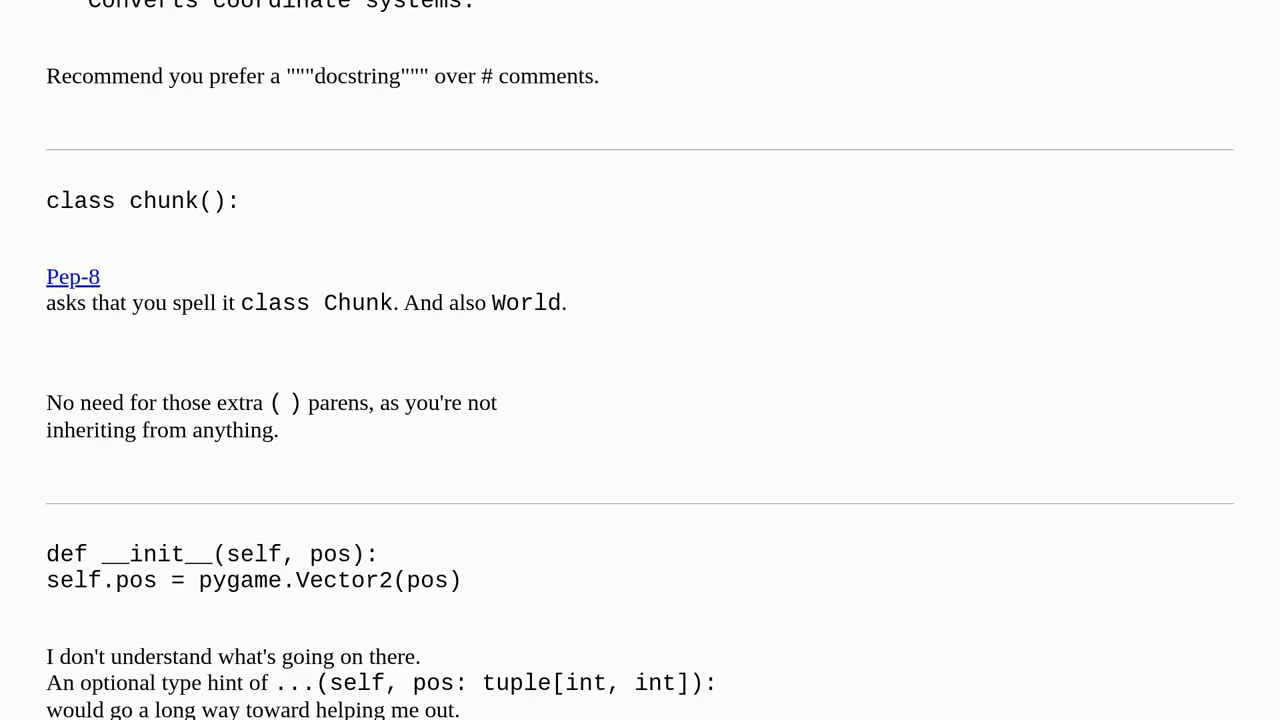 Converts coordinate systems.
Recommend you prefer a """docstring""" over # comments.
class chunk():
Pep-8
asks that you spell it class Chunk. And also World.
No need for those extra ( ) parens, as you're not
inheriting from anything.
def __init__(self, pos):
self.pos = pygame.Vector2(pos)
I don't understand what's going on there.
An optional type hint of ...(self, pos: tuple[int, int]):
would go a long way toward helping me out.